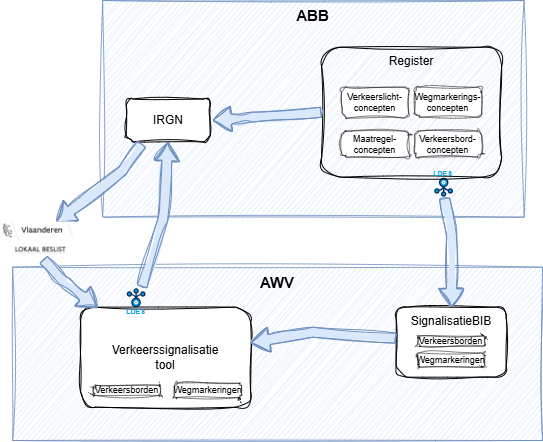 ABB
Register
Verkeerslicht-
concepten
Wegmarkerings-
concepten
Maatregel-
concepten
Verkeersbord-
concepten
LDE 8
IRGN
Vlaanderen
LOKAAL BESLIST
AWV
LDE 8
Verkeerssignalisatie
tool
Verkeersborden
Wegmarkeringen
SignalisatieBIB
Verkeersborden
Wegmarkeringen